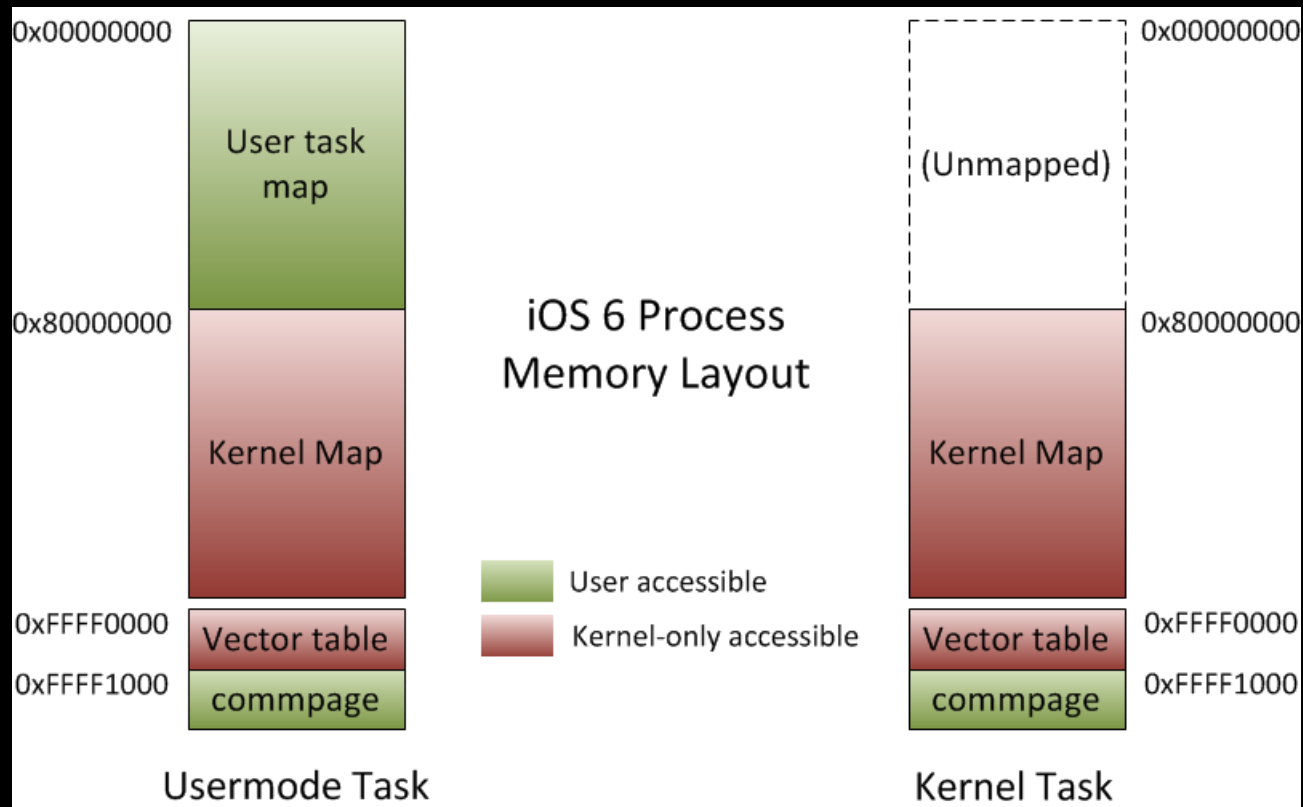 0x00000000
User task
map
0x80000000
Kernel Map
0xFFFF0000
Vector table
0xFFFF1000
commpage
Usermode Task
iOS 6 Process
Memory Layout
User accessible
Kernel-only accessible
0x00000000
(Unmapped)
0x80000000
Kernel Map
0xFFFF0000
Vector table
0xFFFF1000
commpage
Kernel Task